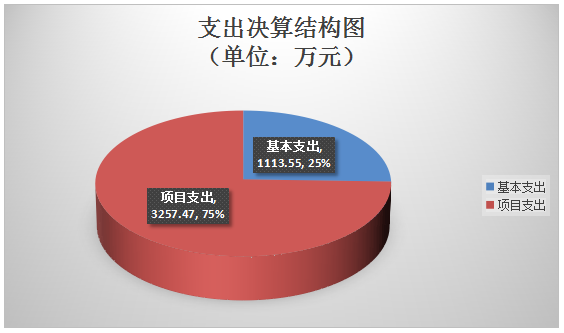 支出决算结构图
（单位：万元）
基本支出,
1113.55, 25%
项目支出,
3257.47, 75%
基本支出
项目支出